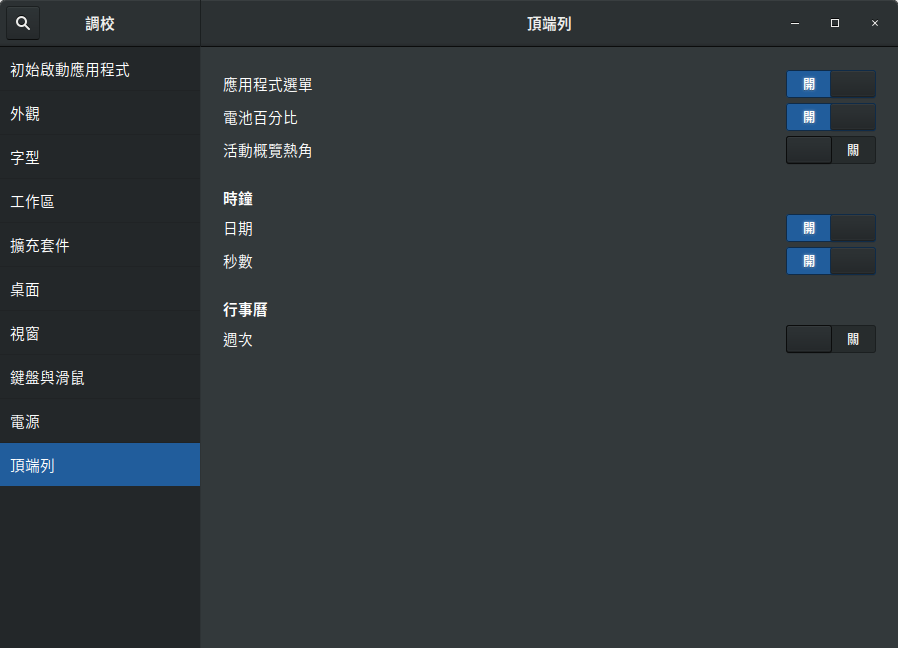 調校
頂端列
初始啟動應用程式
外觀
字型
工作區
擴充套件
桌面
視窗
鍵盤與滑鼠
電源
頂端列
應用程式選單 開
電池百分比 開
活動概覽熱角 關
時鐘
日期 開
秒數 開
行事曆
週次 關